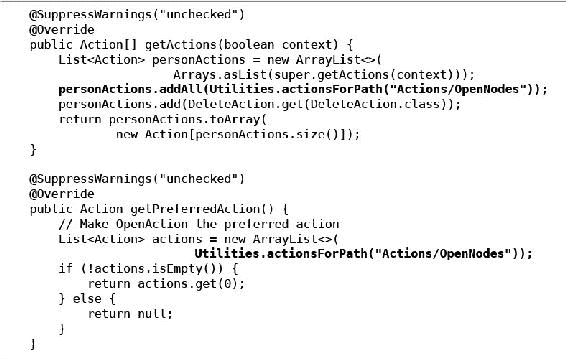 @SuppressWarnings("unchecked")
@Override
public Action[] getActions(boolean context) {
    List<Action> personActions = new ArrayList<>(
                    Arrays.asList(super.getActions(context)));
    personActions.addAll(Utilities.actionsForPath("Actions/OpenNodes"));
    personActions.add(DeleteAction.get(DeleteAction.class));
    return personActions.toArray(
            new Action[personActions.size()]);
}

@SuppressWarnings("unchecked")
@Override
public Action getPreferredAction() {
    // Make OpenAction the preferred action
    List<Action> actions = new ArrayList<>(
                       Utilities.actionsForPath("Actions/OpenNodes"));
    if (!actions.isEmpty()) {
        return actions.get(0);
    } else {
        return null;
    }
}